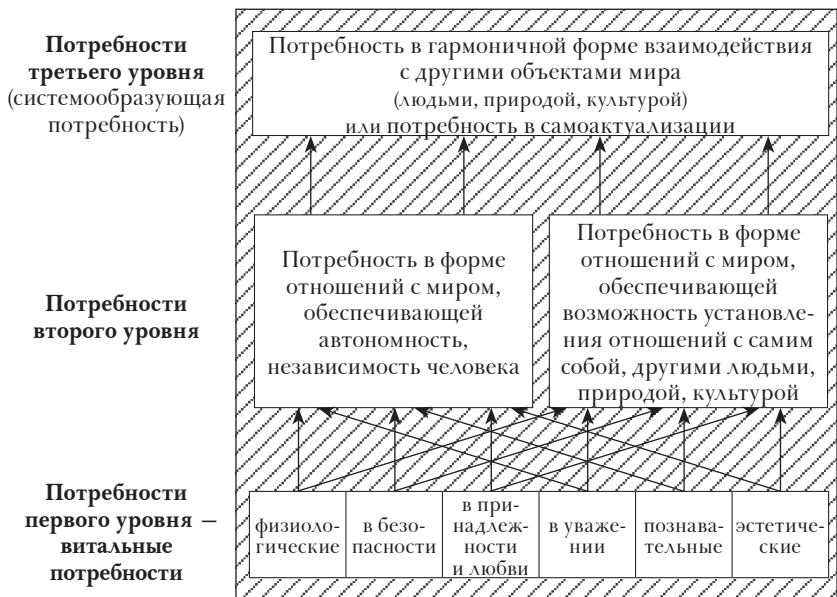 Потребности
третьего уровня
(системообразующая
потребность)
Потребность в гармоничной форме взаимодействия
с другими объектами мира
(людьми, природой, культурой)
или потребность в самоактуализации
Потребности
второго уровня
Потребность в форме
отношений с миром,
обеспечивающей
автономность,
независимость человека
Потребность в форме
отношений с миром,
обеспечивающей
возможность установле-
ния отношений с самим
собой, другими людьми,
природой, культурой
Потребности
первого уровня –
витальные
потребности
физиоло-
гические
в безо-
пасности
в при-
надлеж-
ности
и любви
в уваже-
нии
познава-
тельные
эстетиче-
ские